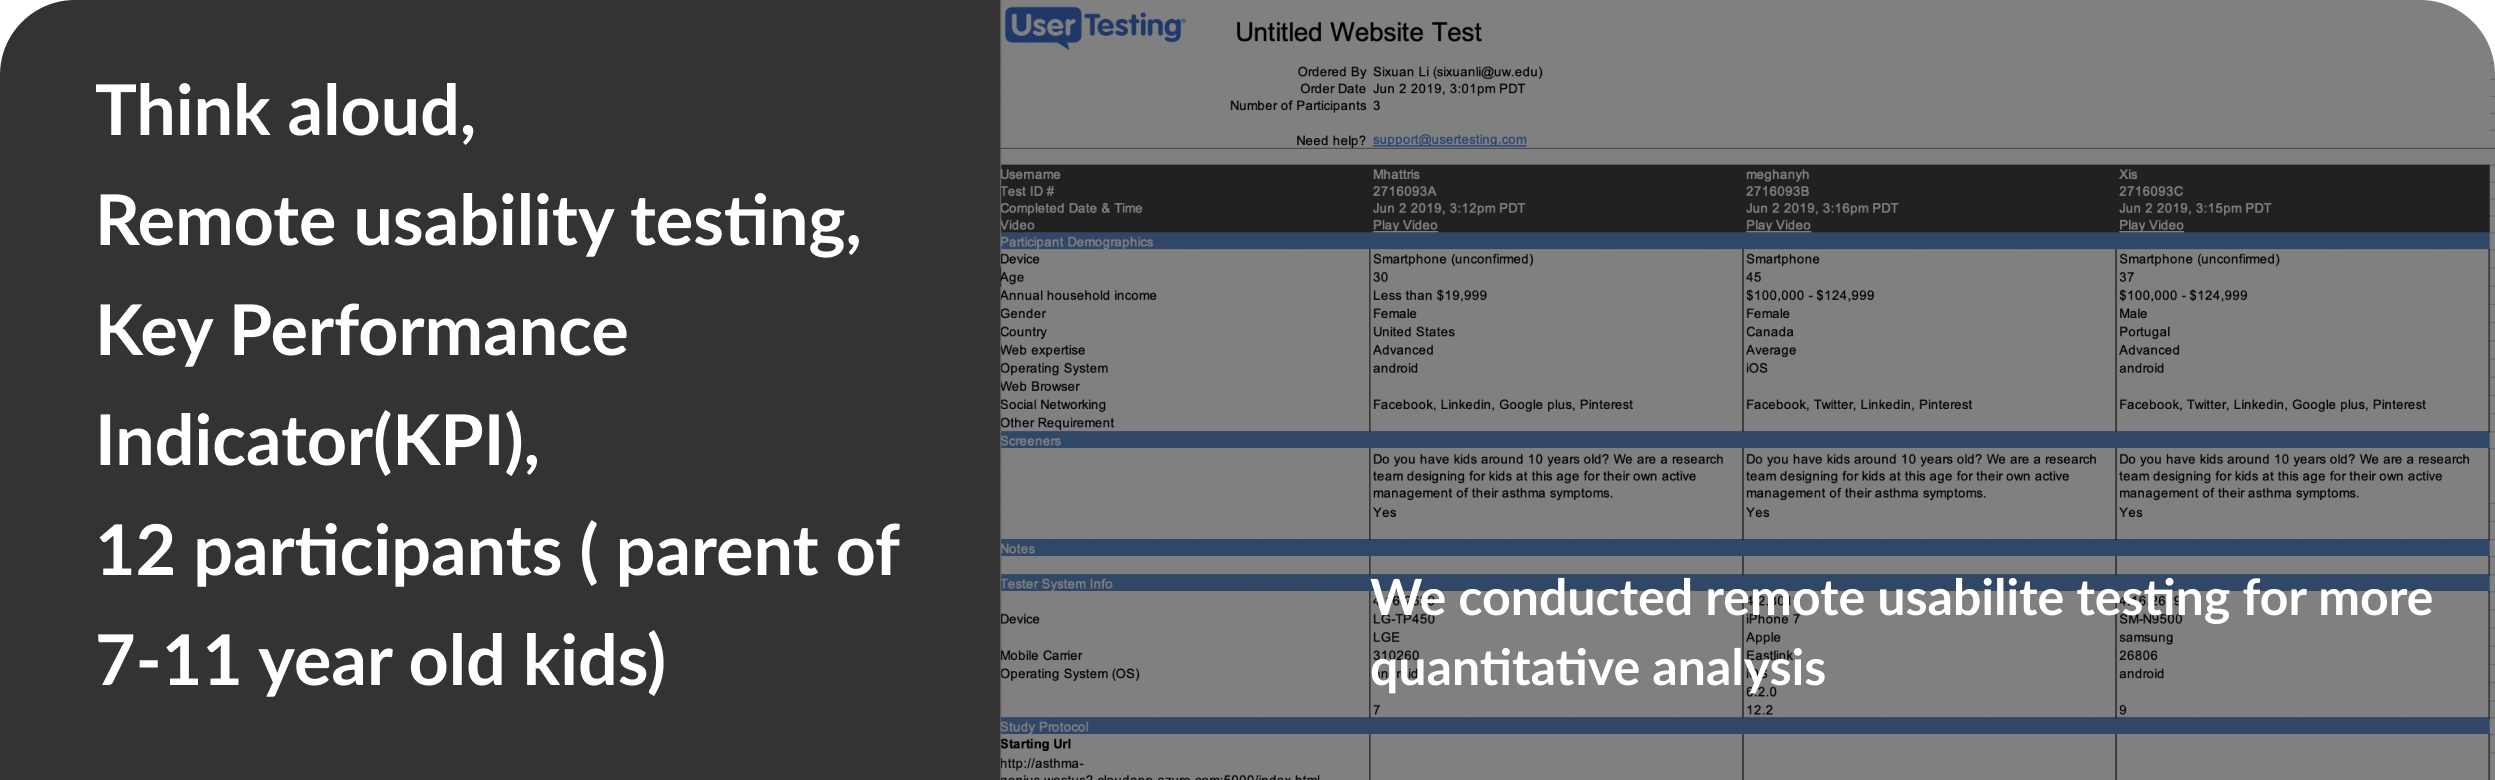 Think aloud,
Remote usability testing,
Key Performance
Indicator(KPI),
12 participants ( parent of
7-11 year old kids)
UserTesting
Untitled Website Test
Ordered By Sixuan Li (sixuanli@uw.edu)
Order Date Jun 2 2019, 3:01pm PDT
Number of Participants 3
Need help? support@usertesting.com
Username Mhattris meghanyh Xis
Test ID # 2716093A 2716093B 2716093C
Completed Date & Time Jun 2 2019, 3:12pm PDT Jun 2 2019, 3:16pm PDT Jun 2 2019, 3:15pm PDT
Video Play Video Play Video Play Video
Participant Demographics
Device Smartphone (unconfirmed) Smartphone Smartphone (unconfirmed)
Age 30 45 37
Annual household income Less than $19,999 $100,000 - $124,999 $100,000 - $124,999
Gender Female Female Male
Country United States Canada Portugal
Web expertise Advanced Average Advanced
Operating System android iOS android
Web Browser
Social Networking Facebook, Linkedin, Google plus, Pinterest Facebook, Twitter, Linkedin, Pinterest Facebook, Twitter, Linkedin, Google plus, Pinterest
Other Requirement
Screeners
Do you have kids around 10 years old? We are a research Do you have kids around 10 years old? We are a research Do you have kids around 10 years old? We are a research
team designing for kids at this age for their own active team designing for kids at this age for their own active team designing for kids at this age for their own active
management of their asthma symptoms. management of their asthma symptoms. management of their asthma symptoms.
Yes Yes Yes
Notes
Tester System Info
We conducted remote usabilite testing for more
quantitative analysis
Device LG-TP450 iPhone 7 SM-N9500
LGE Apple samsung
Mobile Carrier 310260 Eastlink 26806
Operating System (OS) android
7 12.2 9
Study Protocol
Starting Url
http://asthma-